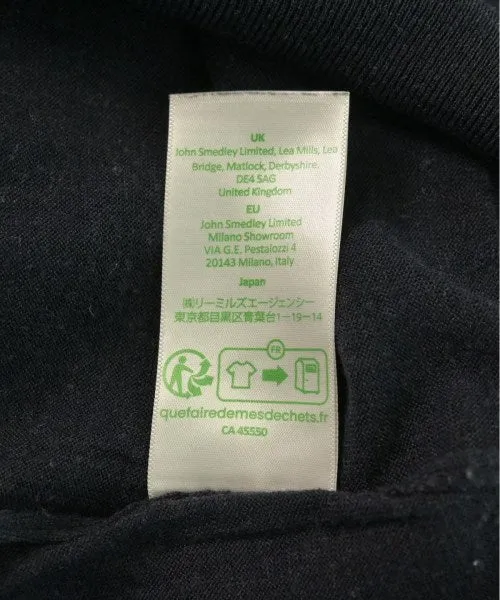 UK
John Smedley Limited, Lea Mills, Lea
Bridge, Matlock, Derbyshire.
DE4 5AG
United Kingdom
EU
John Smedley Limited
Milano Showroom
VIA G.E. Pestalozzi 4
20143 Milano, Italy
Japan
㈱リーミルズエージェンシー
東京都目黒区青葉台1-19-14
FR
quefairedemesdechets.fr
CA 45550